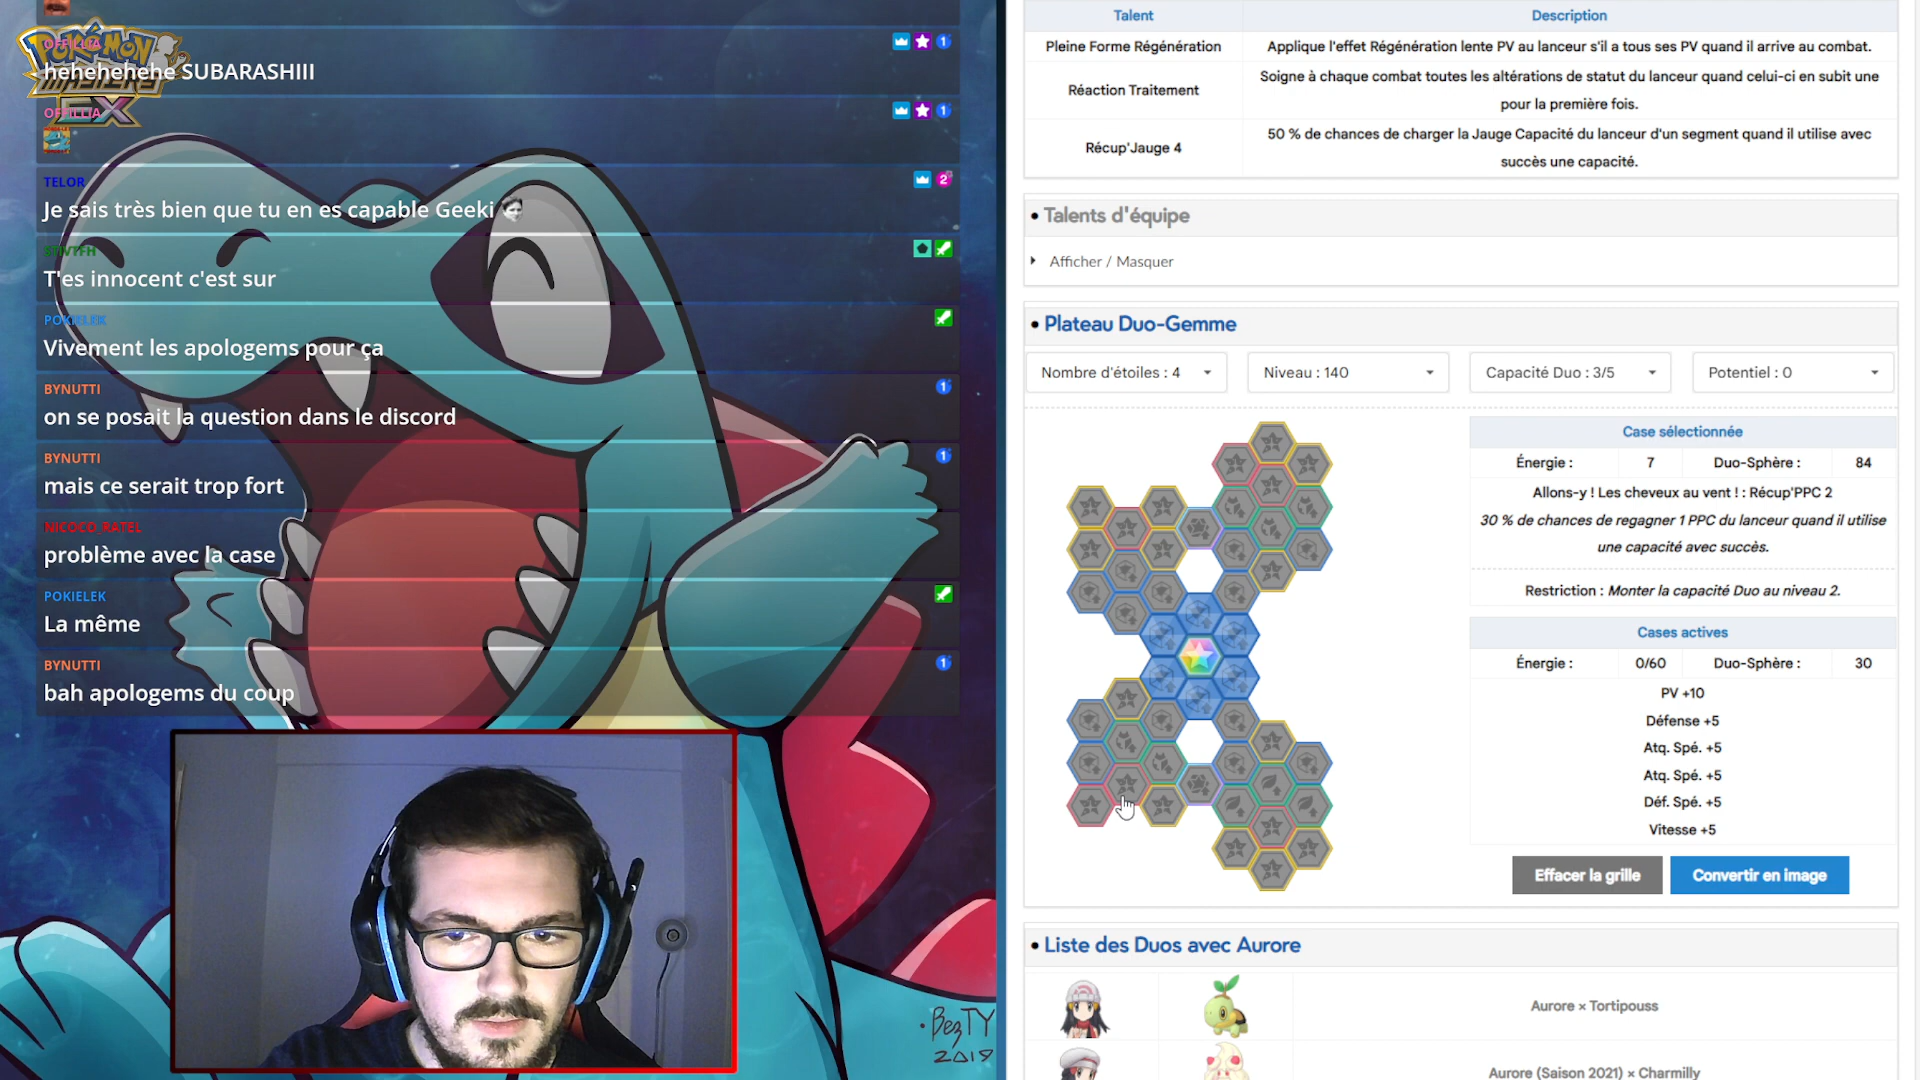 POKÉMON
MASTERS
EX
OFFILLIA
hehehehehe SUBARASHIII
OFFILLIA
TELOR
Je sais très bien que tu en es capable Geeki
T'es innocent c'est sur
POKIELEK
Vivement les apologems pour ça
BYNUTTI
on se posait la question dans le discord
BYNUTTI
mais ce serait trop fort
NICOCO_RATEL
problème avec la case
POKIELEK
La même
BYNUTTI
bah apologems du coup
BezTY
2019
Talent
Description
Pleine Forme Régénération
Applique l'effet Régénération lente PV au lanceur s'il a tous ses PV quand il arrive au combat.
Réaction Traitement
Soigne à chaque combat toutes les altérations de statut du lanceur quand celui-ci en subit une
pour la première fois.
Récup'Jauge 4
50 % de chances de charger la Jauge Capacité du lanceur d'un segment quand il utilise avec
succès une capacité.
• Talents d'équipe
Afficher / Masquer
• Plateau Duo-Gemme
Nombre d'étoiles : 4
Niveau : 140
Capacité Duo : 3/5
Potentiel : 0
Case sélectionnée
Énergie : 7 Duo-Sphère : 84
Allons-y ! Les cheveux au vent ! : Récup'PPC 2
30 % de chances de regagner 1 PPC du lanceur quand il utilise
une capacité avec succès.
Restriction : Monter la capacité Duo au niveau 2.
Cases actives
Énergie : 0/60 Duo-Sphère : 30
PV +10
Défense +5
Atq. Spé. +5
Atq. Spé. +5
Déf. Spé. +5
Vitesse +5
Effacer la grille
Convertir en image
• Liste des Duos avec Aurore
Aurore × Tortipouss
Aurore (Saison 2021) × Charmilly